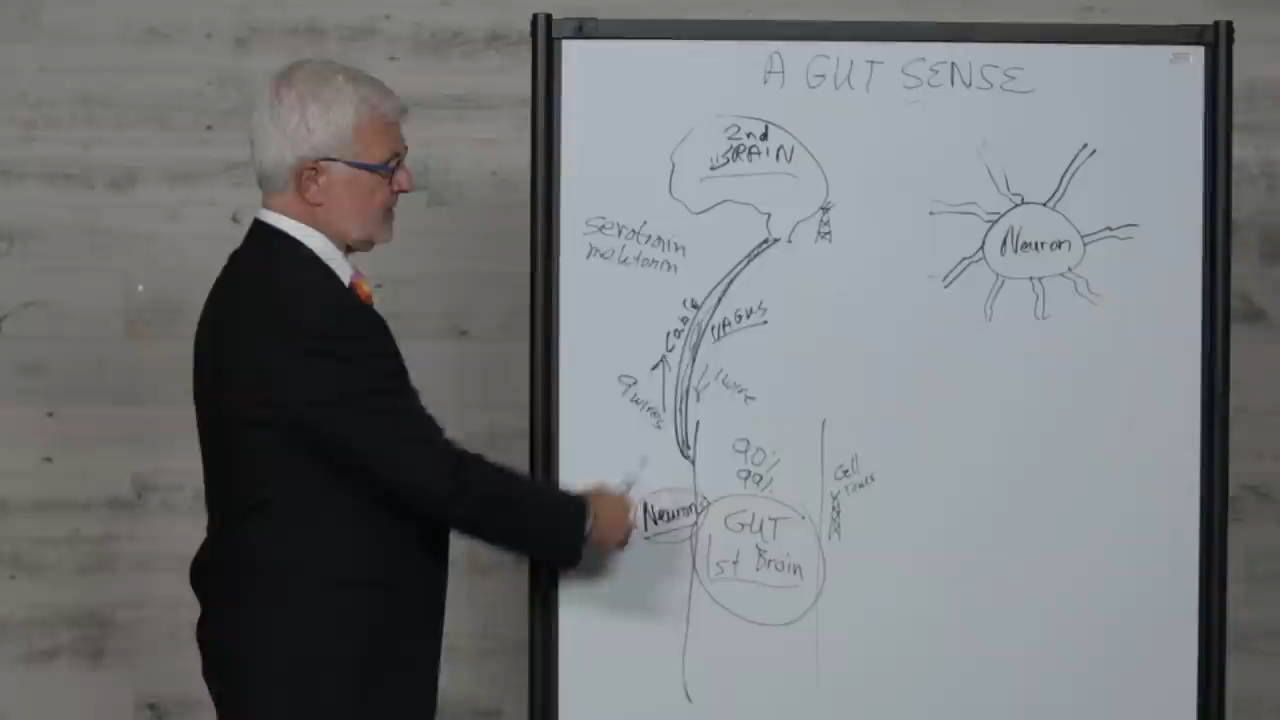 A GUT SENSE
2nd
BRAIN
Neuron
serotonin
melatonin
Cable
VAGUS
9 wires
1 wire
90%
99%
Cell
Tower
Neurons
GUT
1st Brain